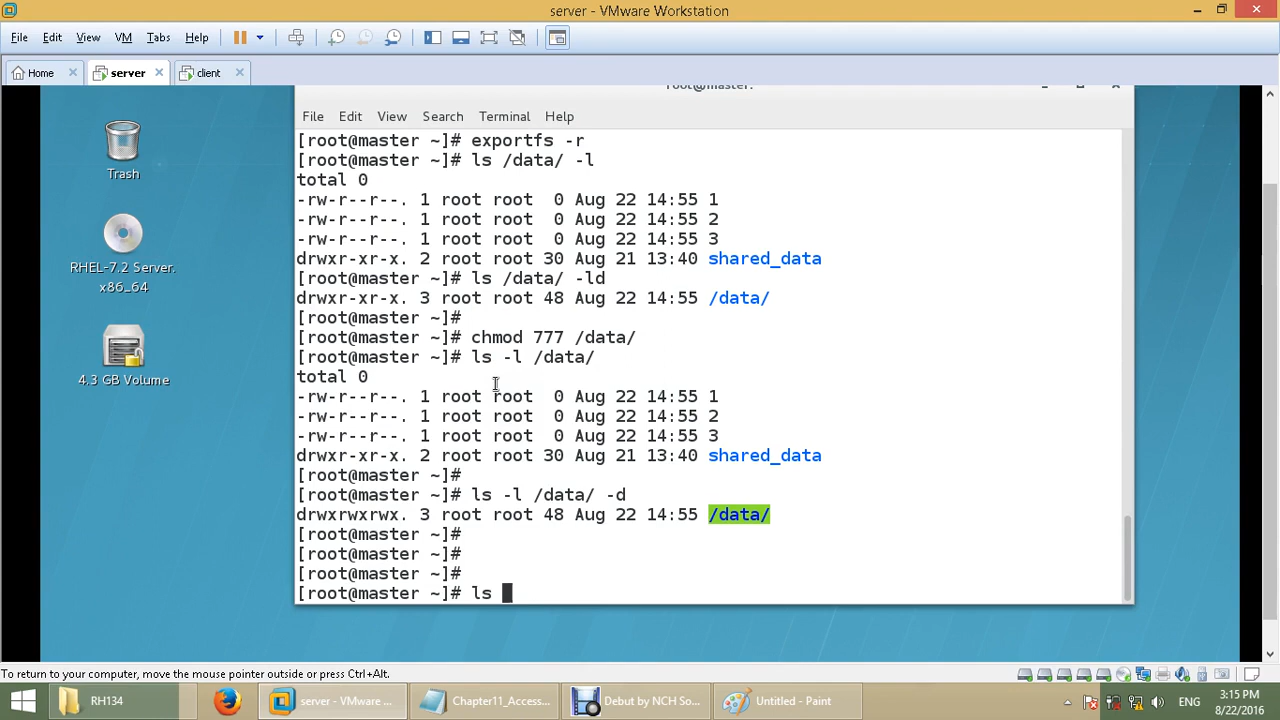 server - VMware Workstation
File Edit View VM Tabs Help
Home server client
root@master:
File Edit View Search Terminal Help
[root@master ~]# exportfs -r
[root@master ~]# ls /data/ -l
total 0
-rw-r--r--. 1 root root  0 Aug 22 14:55 1
-rw-r--r--. 1 root root  0 Aug 22 14:55 2
-rw-r--r--. 1 root root  0 Aug 22 14:55 3
drwxr-xr-x. 2 root root 30 Aug 21 13:40 shared_data
[root@master ~]# ls /data/ -ld
drwxr-xr-x. 3 root root 48 Aug 22 14:55 /data/
[root@master ~]#
[root@master ~]# chmod 777 /data/
[root@master ~]# ls -l /data/
total 0
-rw-r--r--. 1 root root  0 Aug 22 14:55 1
-rw-r--r--. 1 root root  0 Aug 22 14:55 2
-rw-r--r--. 1 root root  0 Aug 22 14:55 3
drwxr-xr-x. 2 root root 30 Aug 21 13:40 shared_data
[root@master ~]#
[root@master ~]# ls -l /data/ -d
drwxrwxrwx. 3 root root 48 Aug 22 14:55 /data/
[root@master ~]#
[root@master ~]#
[root@master ~]#
[root@master ~]# ls
Trash
RHEL-7.2 Server.
x86_64
4.3 GB Volume
To return to your computer, move the mouse pointer outside or press Ctrl+Alt.
RH134
server - VMware ...
Chapter11_Access...
Debut by NCH So...
Untitled - Paint
ENG
3:15 PM
8/22/2016